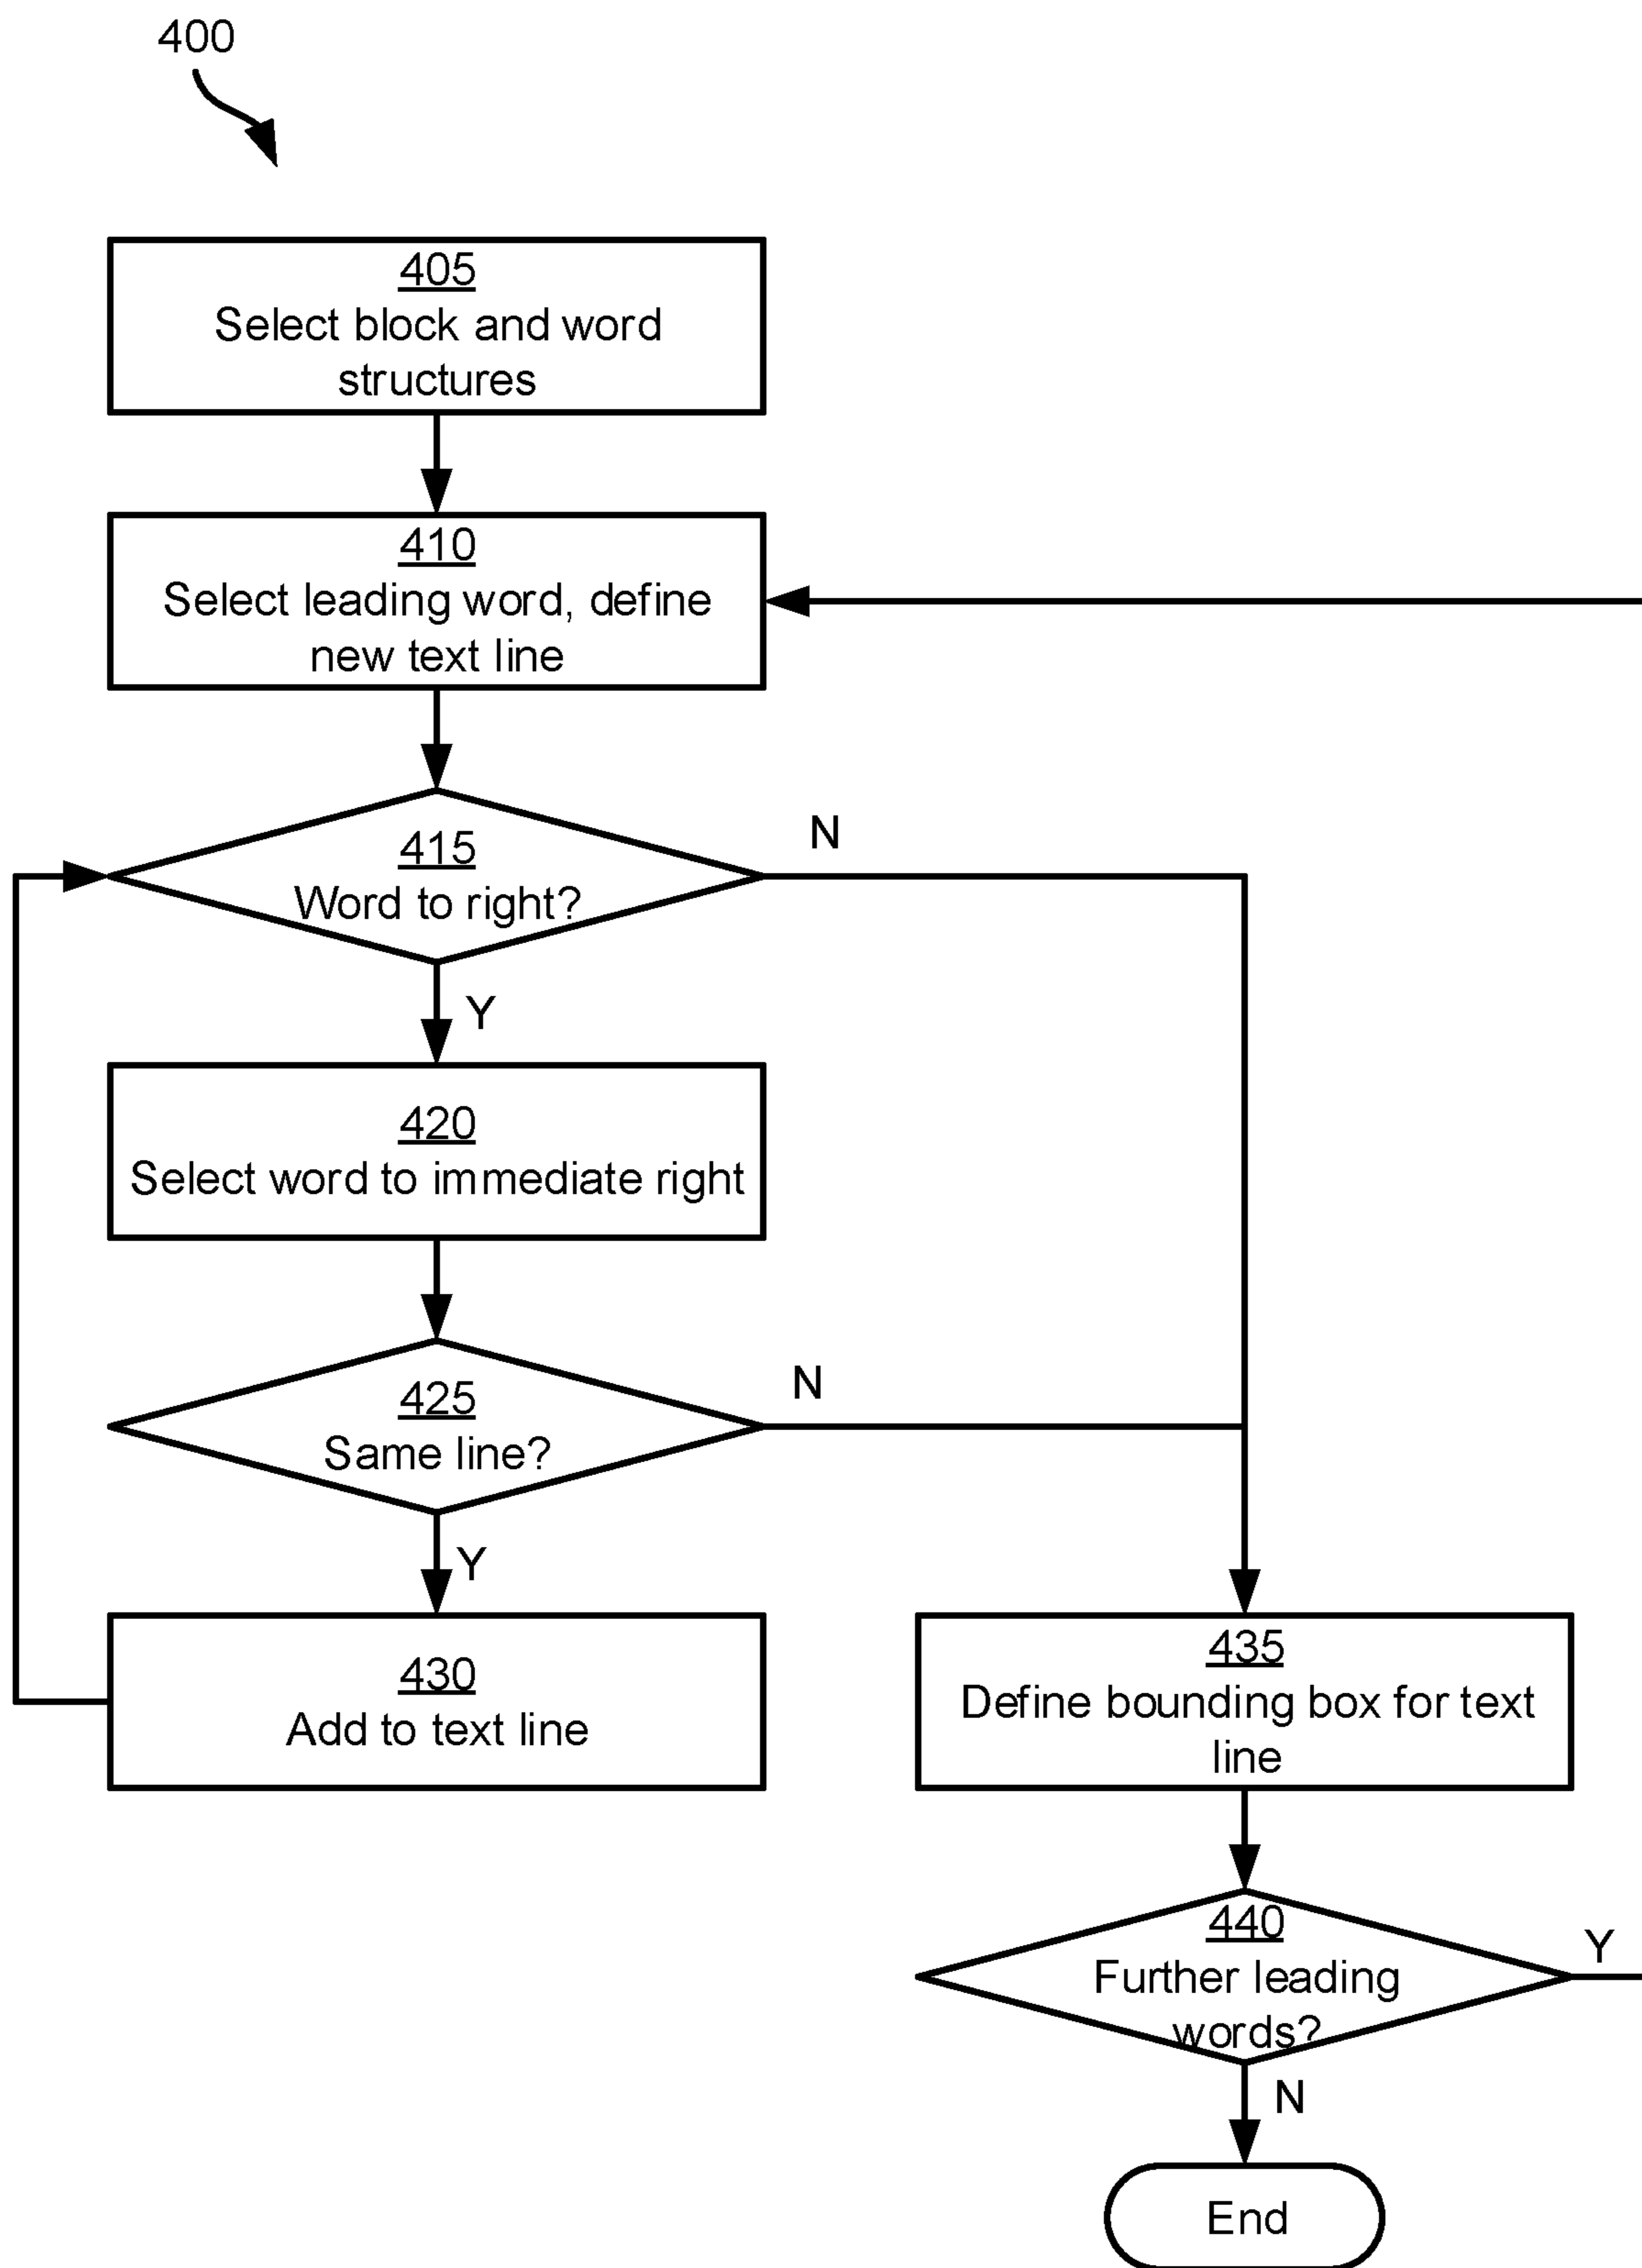 400
405
Select block and word
structures
410
Select leading word, define
new text line
415
Word to right?
N
Y
420
Select word to immediate right
425
Same line?
N
Y
430
Add to text line
435
Define bounding box for text
line
440
Further leading
words?
Y
N
End